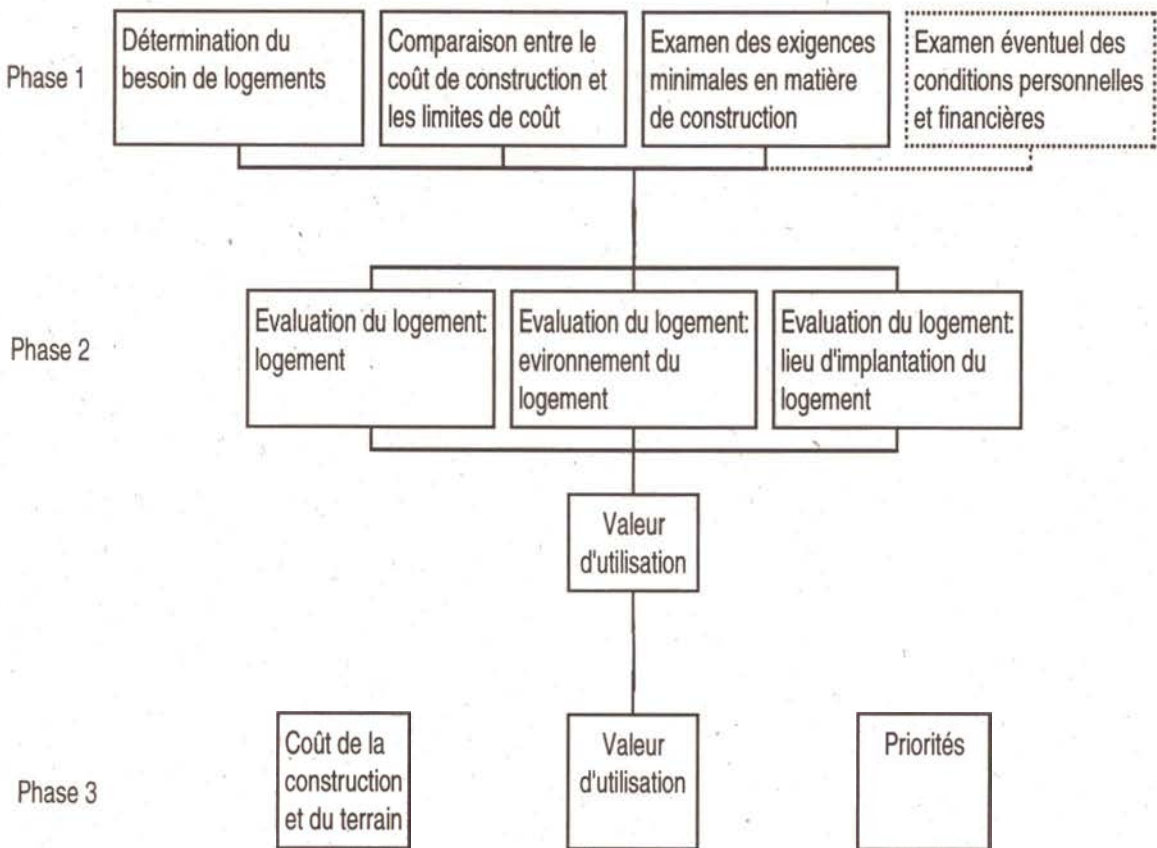 Phase 1
Détermination du
besoin de logements
Comparaison entre le
coût de construction et
les limites de coût
Examen des exigences
minimales en matière
de construction
Examen éventuel des
conditions personnelles
et financières
Phase 2
Evaluation du logement:
logement
Evaluation du logement:
evironnement du
logement
Evaluation du logement:
lieu d'implantation du
logement
Valeur
d'utilisation
Phase 3
Coût de la
construction
et du terrain
Valeur
d'utilisation
Priorités